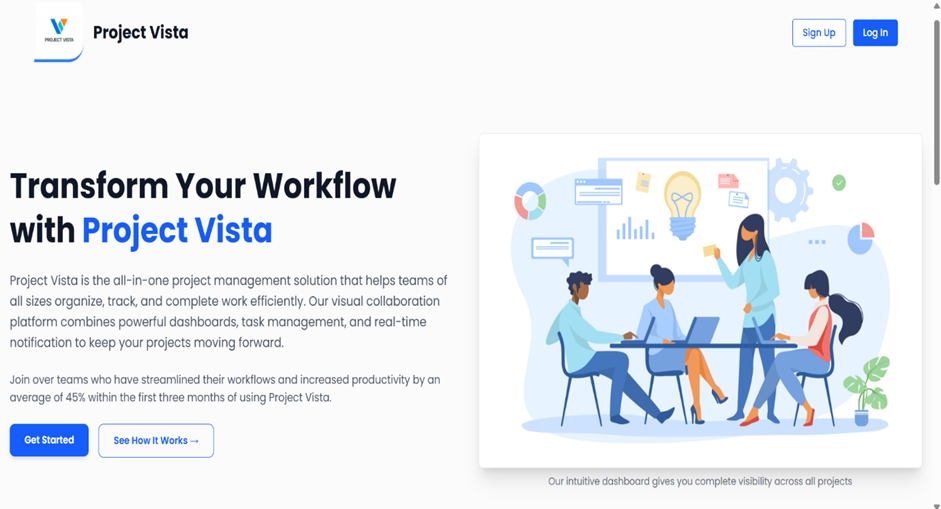 PROJECT VISTA
Project Vista
Sign Up
Log In
Transform Your Workflow
with Project Vista
Project Vista is the all-in-one project management solution that helps teams of
all sizes organize, track, and complete work efficiently. Our visual collaboration
platform combines powerful dashboards, task management, and real-time
notification to keep your projects moving forward.
Join over teams who have streamlined their workflows and increased productivity by an
average of 45% within the first three months of using Project Vista.
Get Started
See How It Works →
Our intuitive dashboard gives you complete visibility across all projects